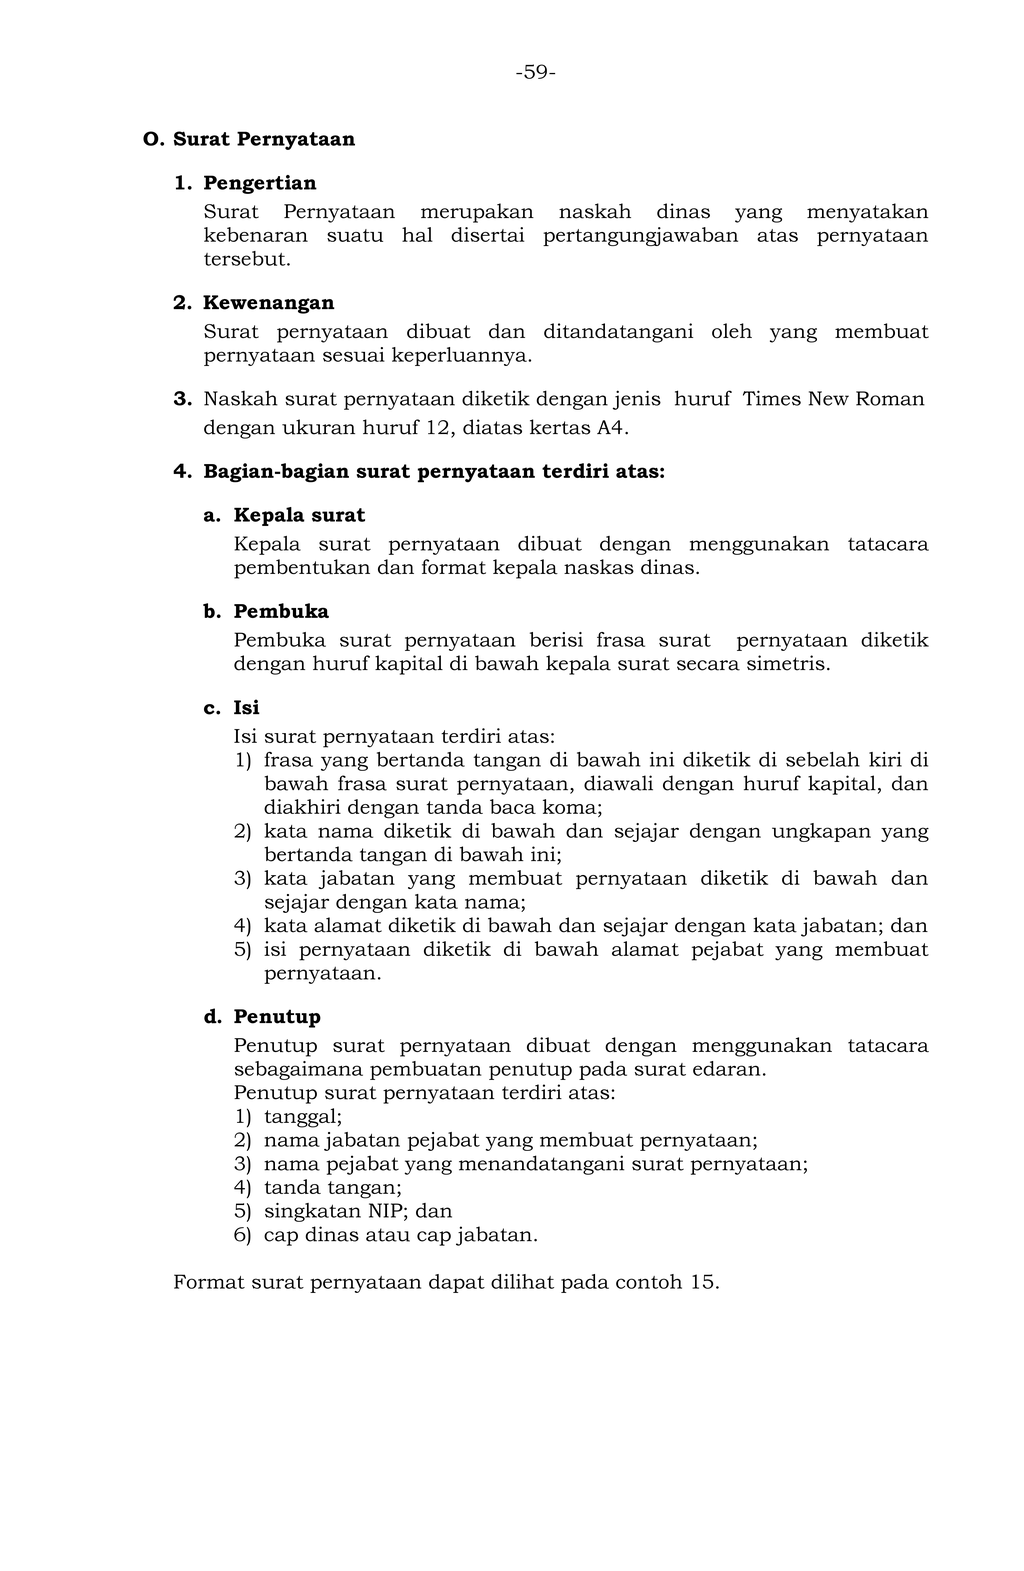 -59-
O. Surat Pernyataan
1. Pengertian
Surat Pernyataan merupakan naskah dinas yang menyatakan
kebenaran suatu hal disertai pertangungjawaban atas pernyataan
tersebut.
2. Kewenangan
Surat pernyataan dibuat dan ditandatangani oleh yang membuat
pernyataan sesuai keperluannya.
3. Naskah surat pernyataan diketik dengan jenis huruf Times New Roman
dengan ukuran huruf 12, diatas kertas A4.
4. Bagian-bagian surat pernyataan terdiri atas:
a. Kepala surat
Kepala surat pernyataan dibuat dengan menggunakan tatacara
pembentukan dan format kepala naskas dinas.
b. Pembuka
Pembuka surat pernyataan berisi frasa surat pernyataan diketik
dengan huruf kapital di bawah kepala surat secara simetris.
c. Isi
Isi surat pernyataan terdiri atas:
1) frasa yang bertanda tangan di bawah ini diketik di sebelah kiri di
bawah frasa surat pernyataan, diawali dengan huruf kapital, dan
diakhiri dengan tanda baca koma;
2) kata nama diketik di bawah dan sejajar dengan ungkapan yang
bertanda tangan di bawah ini;
3) kata jabatan yang membuat pernyataan diketik di bawah dan
sejajar dengan kata nama;
4) kata alamat diketik di bawah dan sejajar dengan kata jabatan; dan
5) isi pernyataan diketik di bawah alamat pejabat yang membuat
pernyataan.
d. Penutup
Penutup surat pernyataan dibuat dengan menggunakan tatacara
sebagaimana pembuatan penutup pada surat edaran.
Penutup surat pernyataan terdiri atas:
1) tanggal;
2) nama jabatan pejabat yang membuat pernyataan;
3) nama pejabat yang menandatangani surat pernyataan;
4) tanda tangan;
5) singkatan NIP; dan
6) cap dinas atau cap jabatan.
Format surat pernyataan dapat dilihat pada contoh 15.